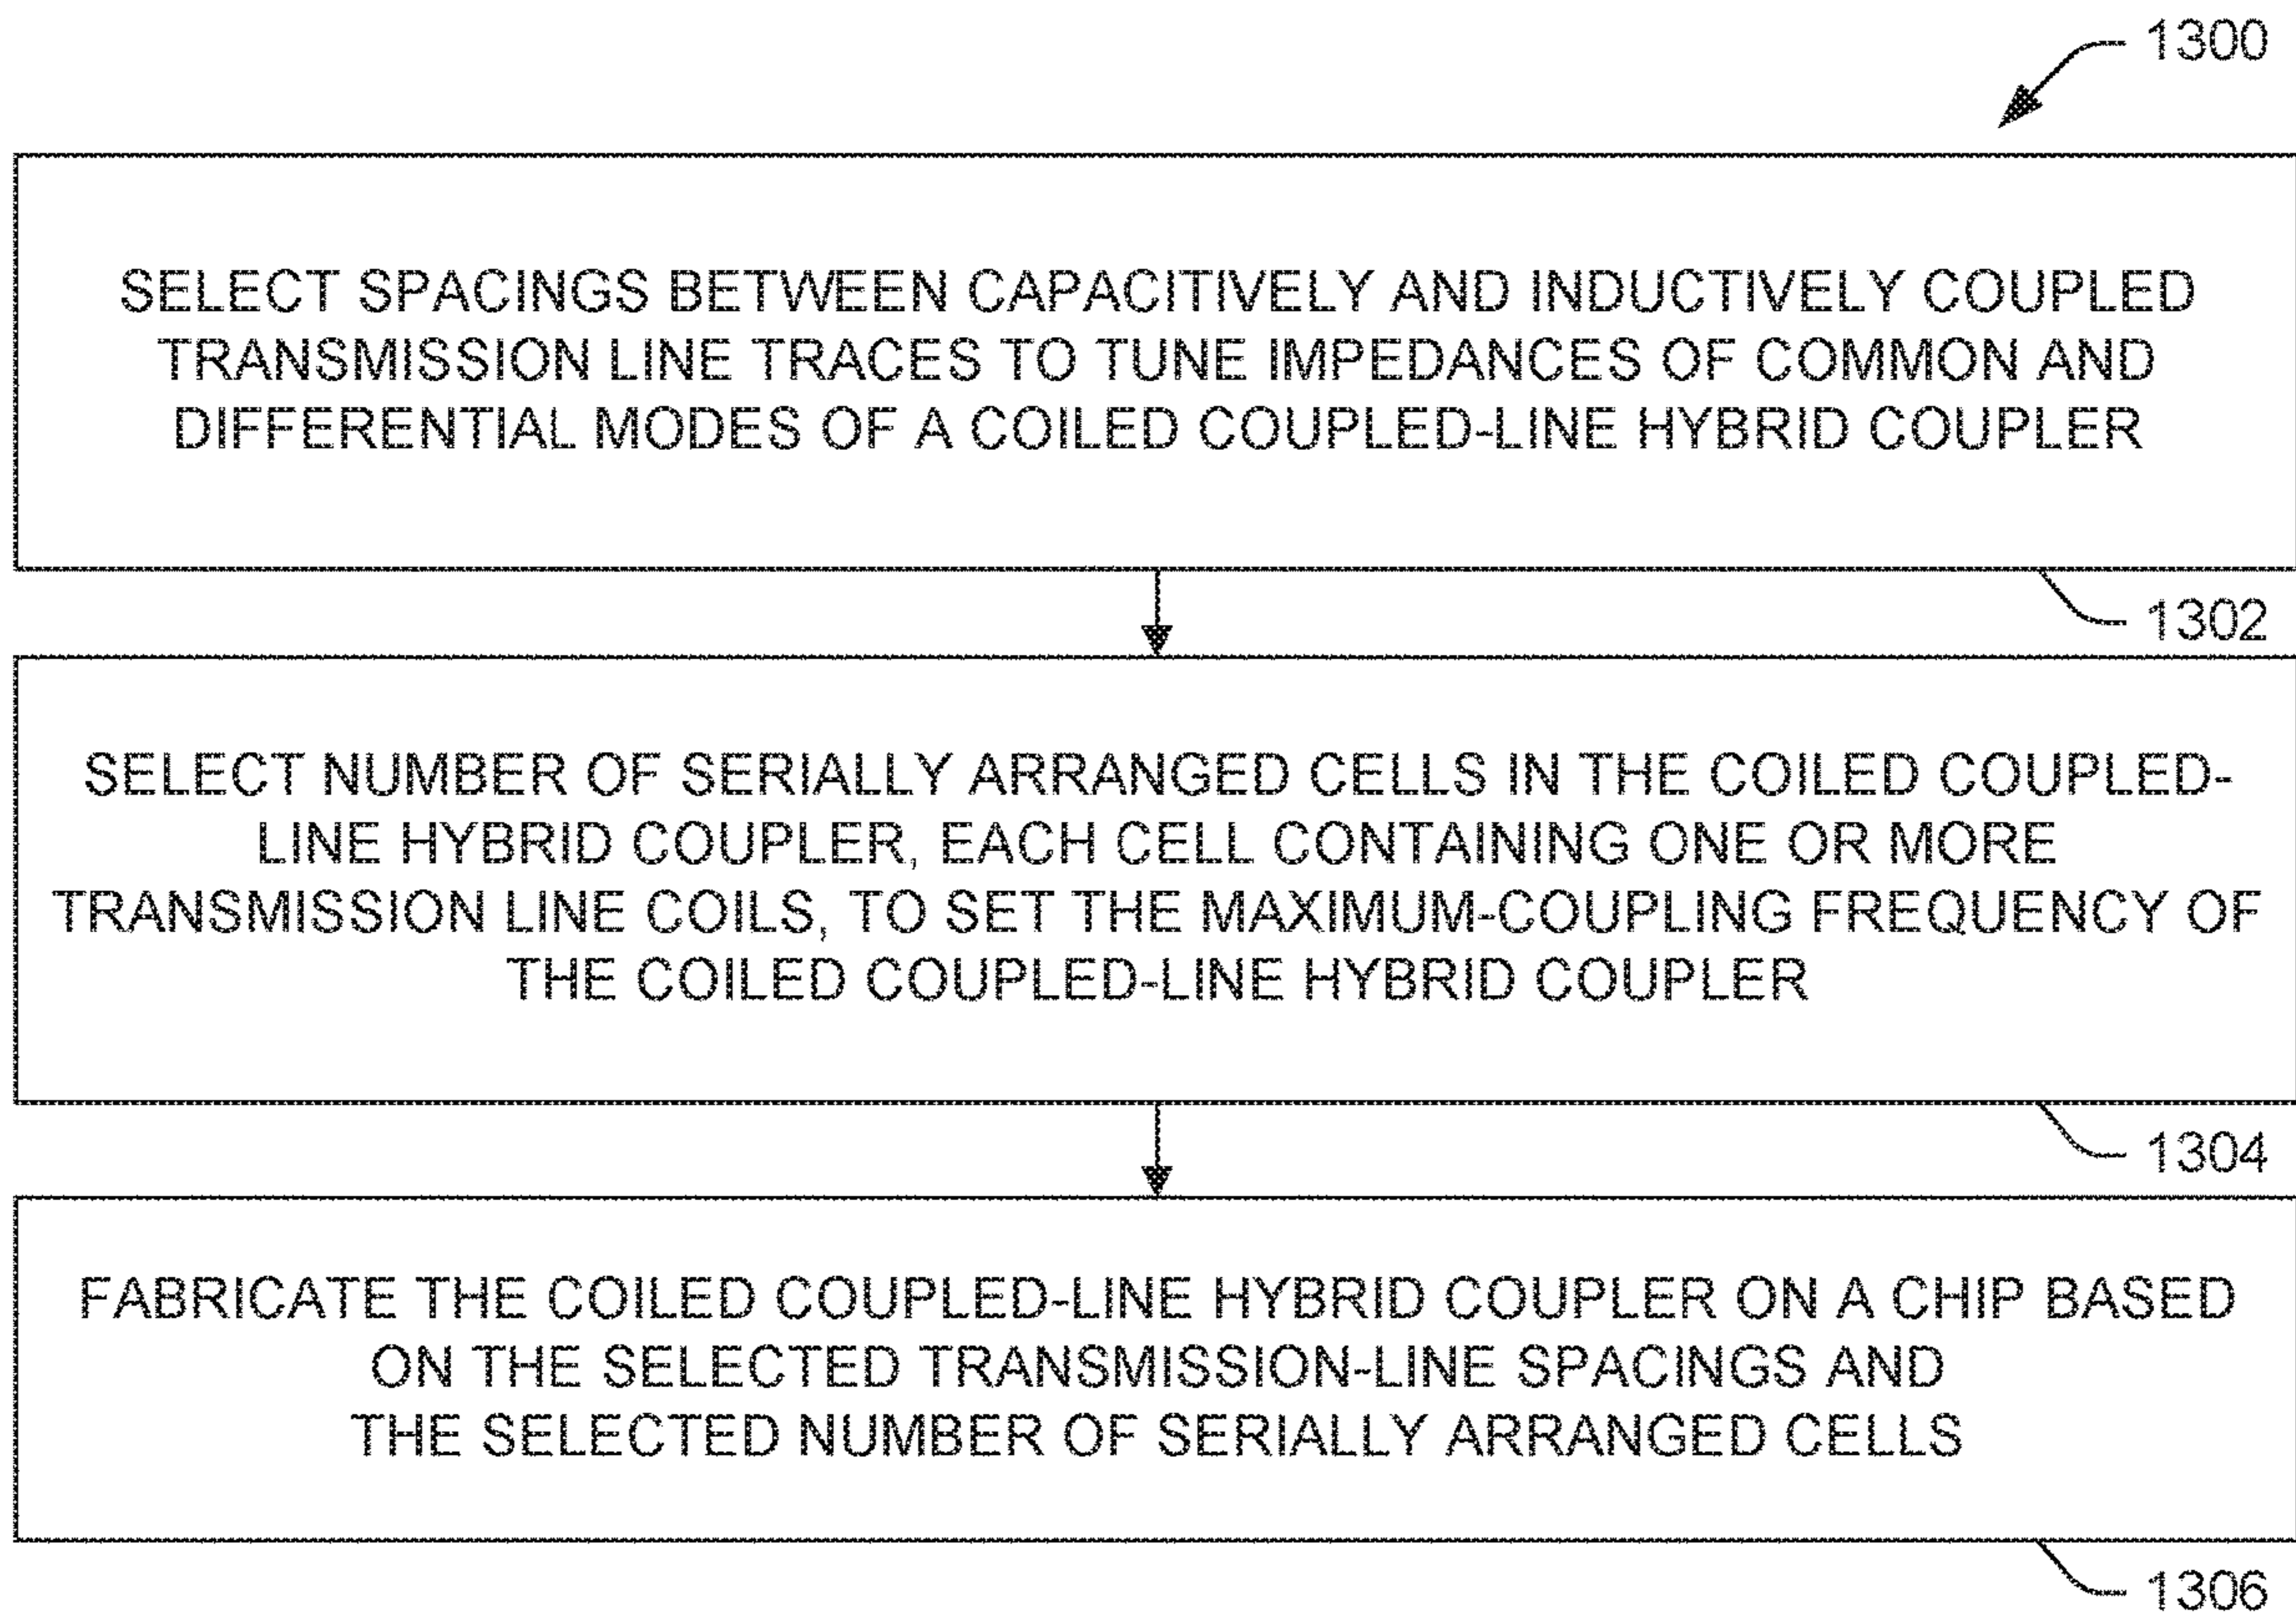 1300
SELECT SPACINGS BETWEEN CAPACITIVELY AND INDUCTIVELY COUPLED
TRANSMISSION LINE TRACES TO TUNE IMPEDANCES OF COMMON AND
DIFFERENTIAL MODES OF A COILED COUPLED-LINE HYBRID COUPLER
1302
SELECT NUMBER OF SERIALLY ARRANGED CELLS IN THE COILED COUPLED-
LINE HYBRID COUPLER, EACH CELL CONTAINING ONE OR MORE
TRANSMISSION LINE COILS, TO SET THE MAXIMUM-COUPLING FREQUENCY OF
THE COILED COUPLED-LINE HYBRID COUPLER
1304
FABRICATE THE COILED COUPLED-LINE HYBRID COUPLER ON A CHIP BASED
ON THE SELECTED TRANSMISSION-LINE SPACINGS AND
THE SELECTED NUMBER OF SERIALLY ARRANGED CELLS
1306